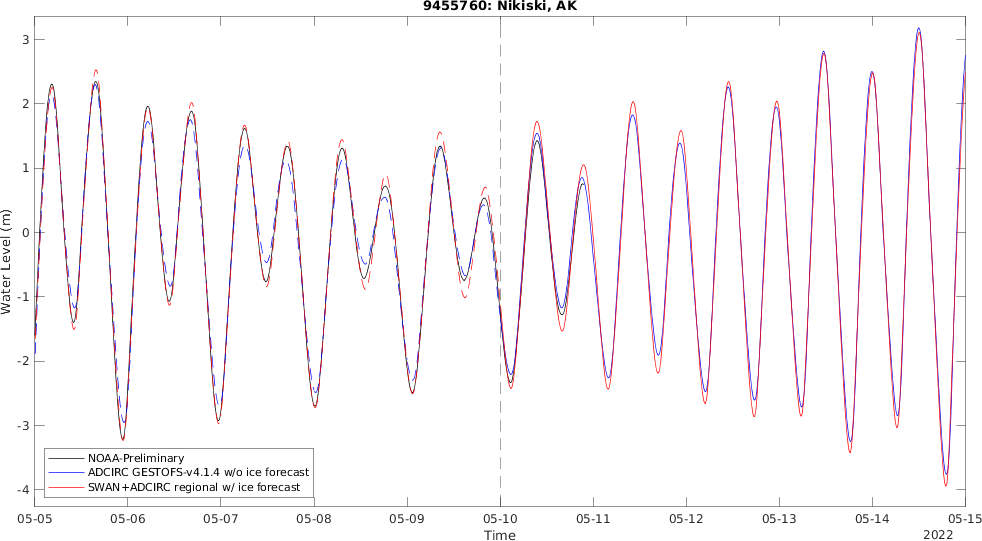 9455760: Nikiski, AK
Water Level (m)
3
2
1
0
-1
-2
-3
-4
NOAA-Preliminary
ADCIRC GESTOFS-v4.1.4 w/o ice forecast
SWAN+ADCIRC regional w/ ice forecast
05-05 05-06 05-07 05-08 05-09 05-10 05-11 05-12 05-13 05-14 05-15
Time
2022